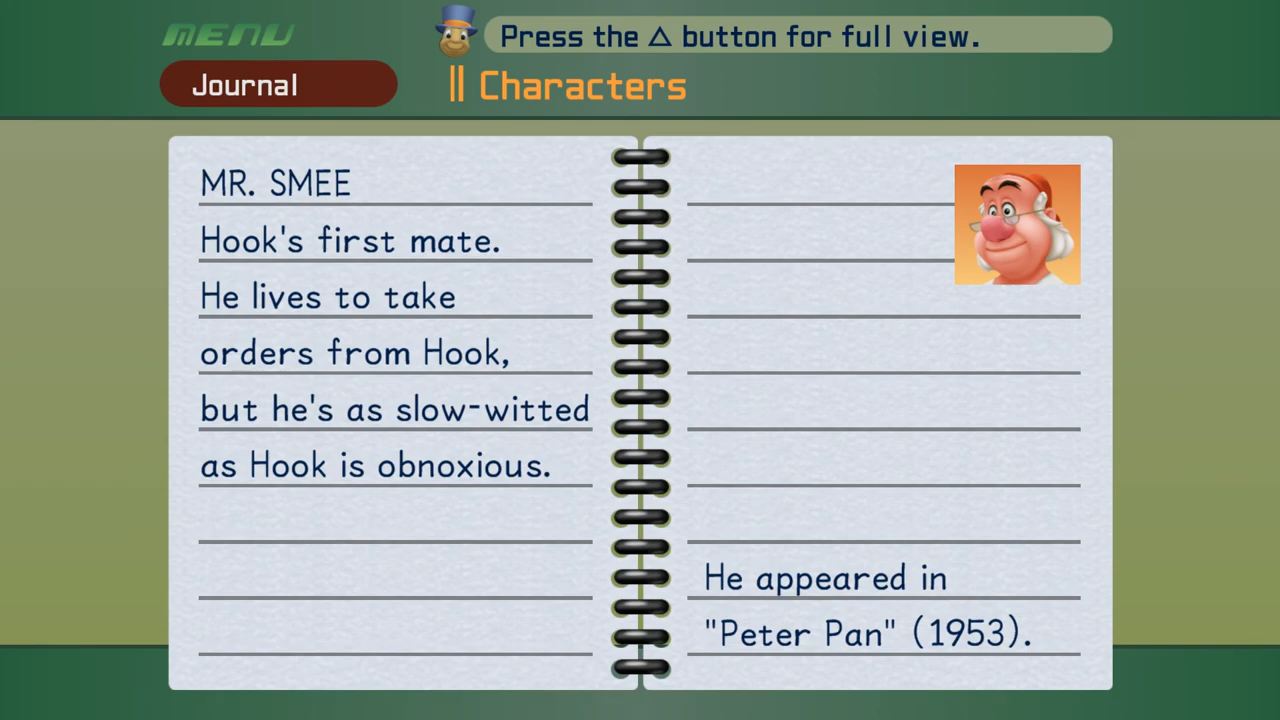 MENU
Press the △ button for full view.
Journal
Characters
MR. SMEE
Hook's first mate.
He lives to take
orders from Hook,
but he's as slow-witted
as Hook is obnoxious.
He appeared in
"Peter Pan" (1953).